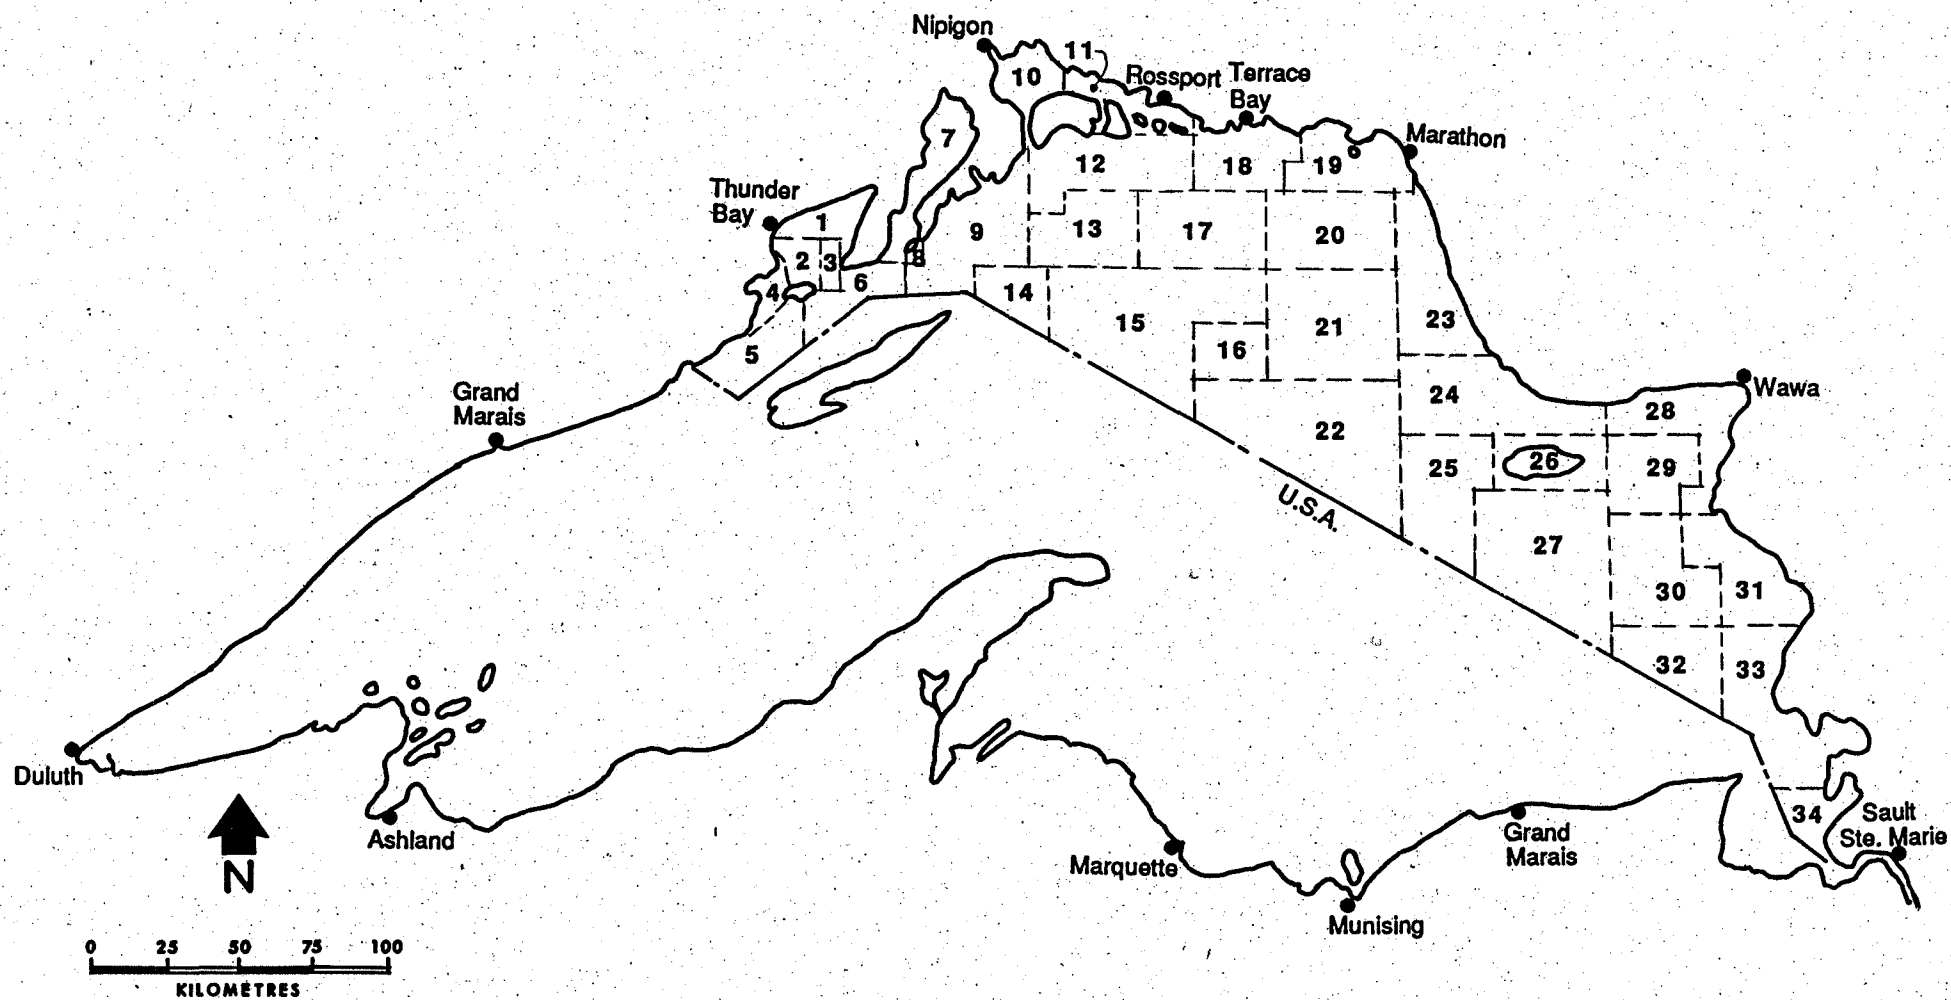 Nipigon
11
10
Rossport
Terrace
Bay
Marathon
7
12
18
19
Thunder
Bay
1
9
13
17
20
2
3
8
6
4
14
15
16
21
23
5
Grand
Marais
24
28
Wawa
22
25
26
29
U.S.A.
27
30
31
32
33
Duluth
Ashland
N
34
Sault
Ste. Marie
Grand
Marais
Marquette
Munising
0 25 50 75 100
KILOMETRES